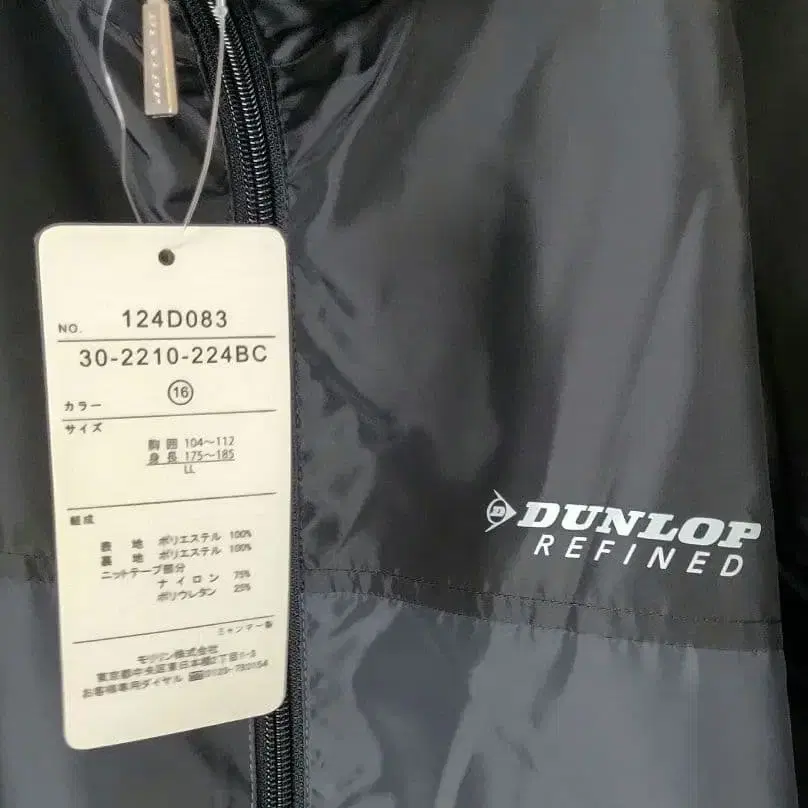 NO. 124D083
30-2210-224BC
カラー 16
サイズ
胸囲 104～112
身長 175～185
LL
組成
表地 ポリエステル 100%
裏地 ポリエステル 100%
ニットテープ部分
ナイロン 75%
ポリウレタン 25%
ミャンマー製
モリリン株式会社
東京都中央区東日本橋2丁目1-3
お客様専用ダイヤル 0120-780154
D DUNLOP
REFINED